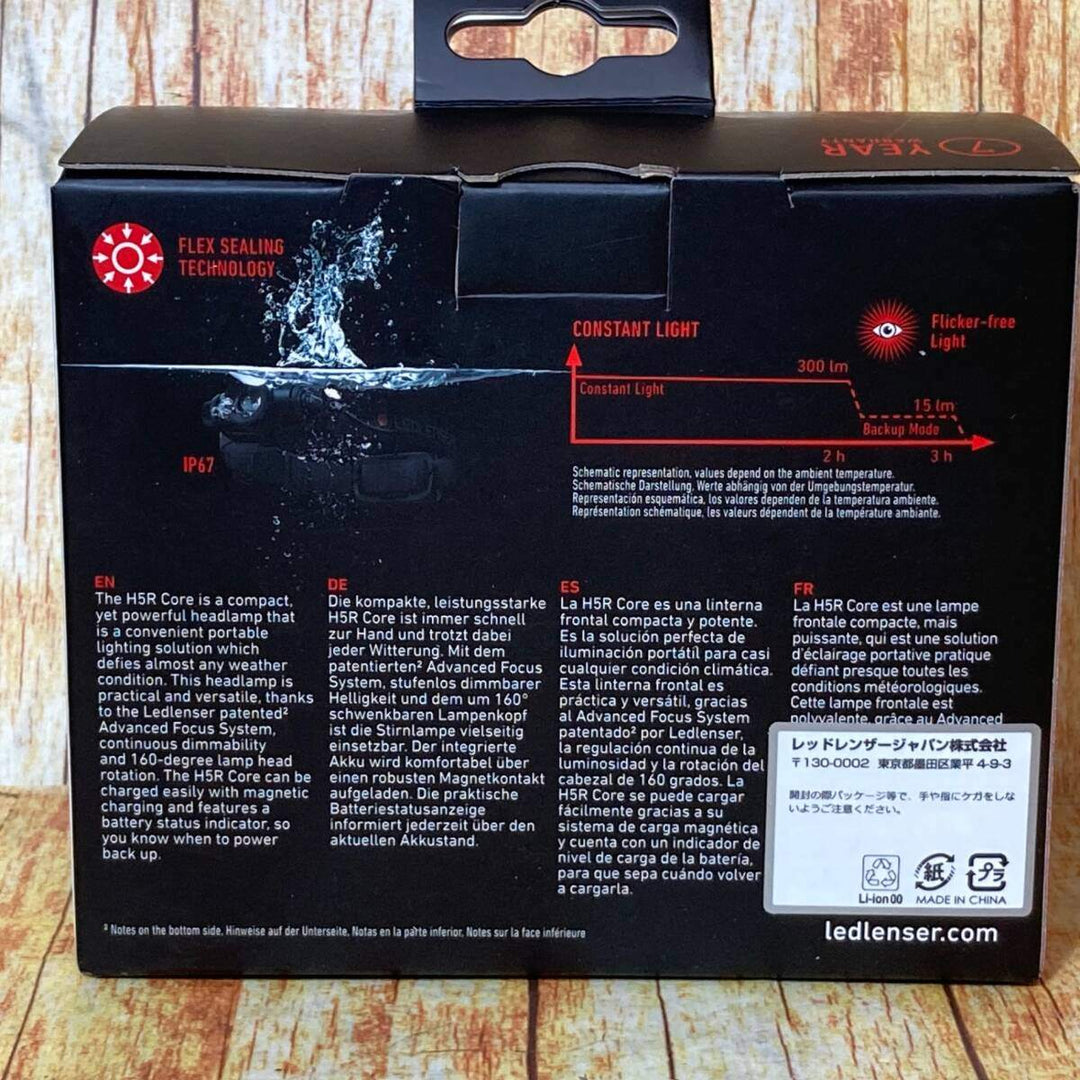 7 YEAR
WARRANTY
FLEX SEALING
TECHNOLOGY
IP67
CONSTANT LIGHT
Flicker-free
Light
300 lm
Constant Light
15 lm
Backup Mode
2 h
3 h
Schematic representation, values depend on the ambient temperature.
Schematische Darstellung, Werte abhängig von der Umgebungstemperatur.
Representación esquemática, los valores dependen de la temperatura ambiente.
Représentation schématique, les valeurs dépendent de la température ambiante.
EN
The H5R Core is a compact,
yet powerful headlamp that
is a convenient portable
lighting solution which
defies almost any weather
condition. This headlamp is
practical and versatile, thanks
to the Ledlenser patented²
Advanced Focus System,
continuous dimmability
and 160-degree lamp head
rotation. The H5R Core can be
charged easily with magnetic
charging and features a
battery status indicator, so
you know when to power
back up.
DE
Die kompakte, leistungsstarke
H5R Core ist immer schnell
zur Hand und trotzt dabei
jeder Witterung. Mit dem
patentierten² Advanced Focus
System, stufenlos dimmbarer
Helligkeit und dem um 160°
schwenkbaren Lampenkopf
ist die Stirnlampe vielseitig
einsetzbar. Der integrierte
Akku wird komfortabel über
einen robusten Magnetkontakt
aufgeladen. Die praktische
Batteriestatusanzeige
informiert jederzeit über den
aktuellen Akkustand.
ES
La H5R Core es una linterna
frontal compacta y potente.
Es la solución perfecta de
iluminación portátil para casi
cualquier condición climática.
Esta linterna frontal es
práctica y versátil, gracias
al Advanced Focus System
patentado² por Ledlenser,
la regulación continua de la
luminosidad y la rotación del
cabezal de 160 grados. La
H5R Core se puede cargar
fácilmente gracias a su
sistema de carga magnética
y cuenta con un indicador de
nivel de carga de la batería,
para que sepa cuándo volver
a cargarla.
FR
La H5R Core est une lampe
frontale compacte, mais
puissante, qui est une solution
d'éclairage portative pratique
défiant presque toutes les
conditions météorologiques.
Cette lampe frontale est
polyvalente, grâce au Advanced
レッドレンザージャパン株式会社
〒130-0002 東京都墨田区業平 4-9-3
開封の際パッケージ等で、手や指にケガをしな
いようご注意ください。
Li-ion 00
紙
プラ
MADE IN CHINA
² Notes on the bottom side. Hinweise auf der Unterseite. Notas en la parte inferior. Notes sur la face inférieure
ledlenser.com